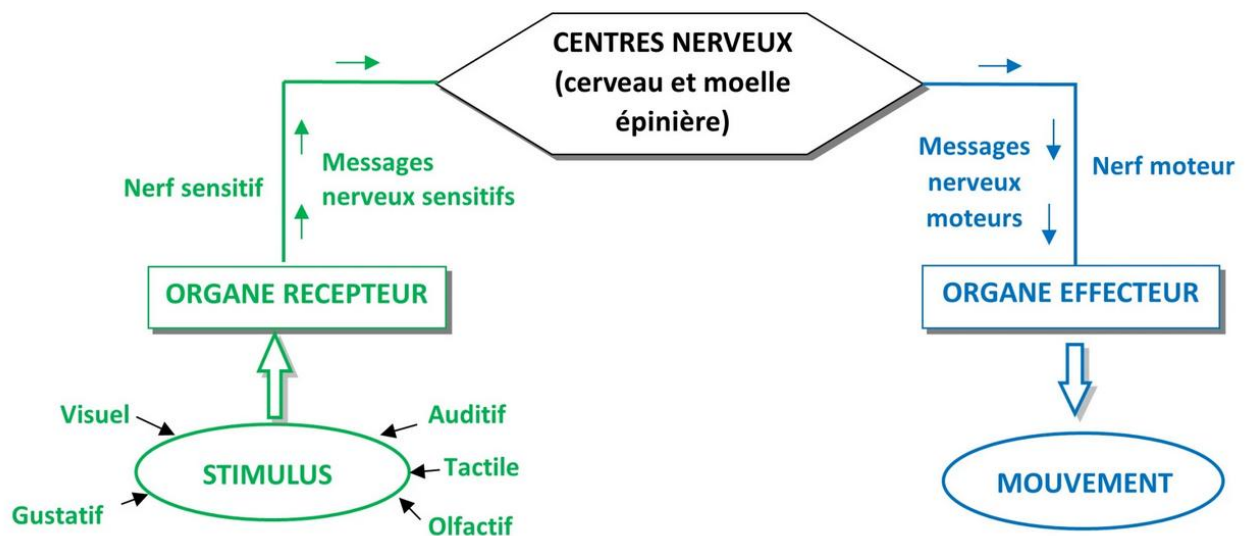 CENTRES NERVEUX
(cerveau et moelle
épinière)
Nerf sensitif
Messages
nerveux sensitifs
Messages
nerveux
moteurs
Nerf moteur
ORGANE RECEPTEUR
ORGANE EFFECTEUR
Visuel
Auditif
STIMULUS
Tactile
Gustatif
Olfactif
MOUVEMENT